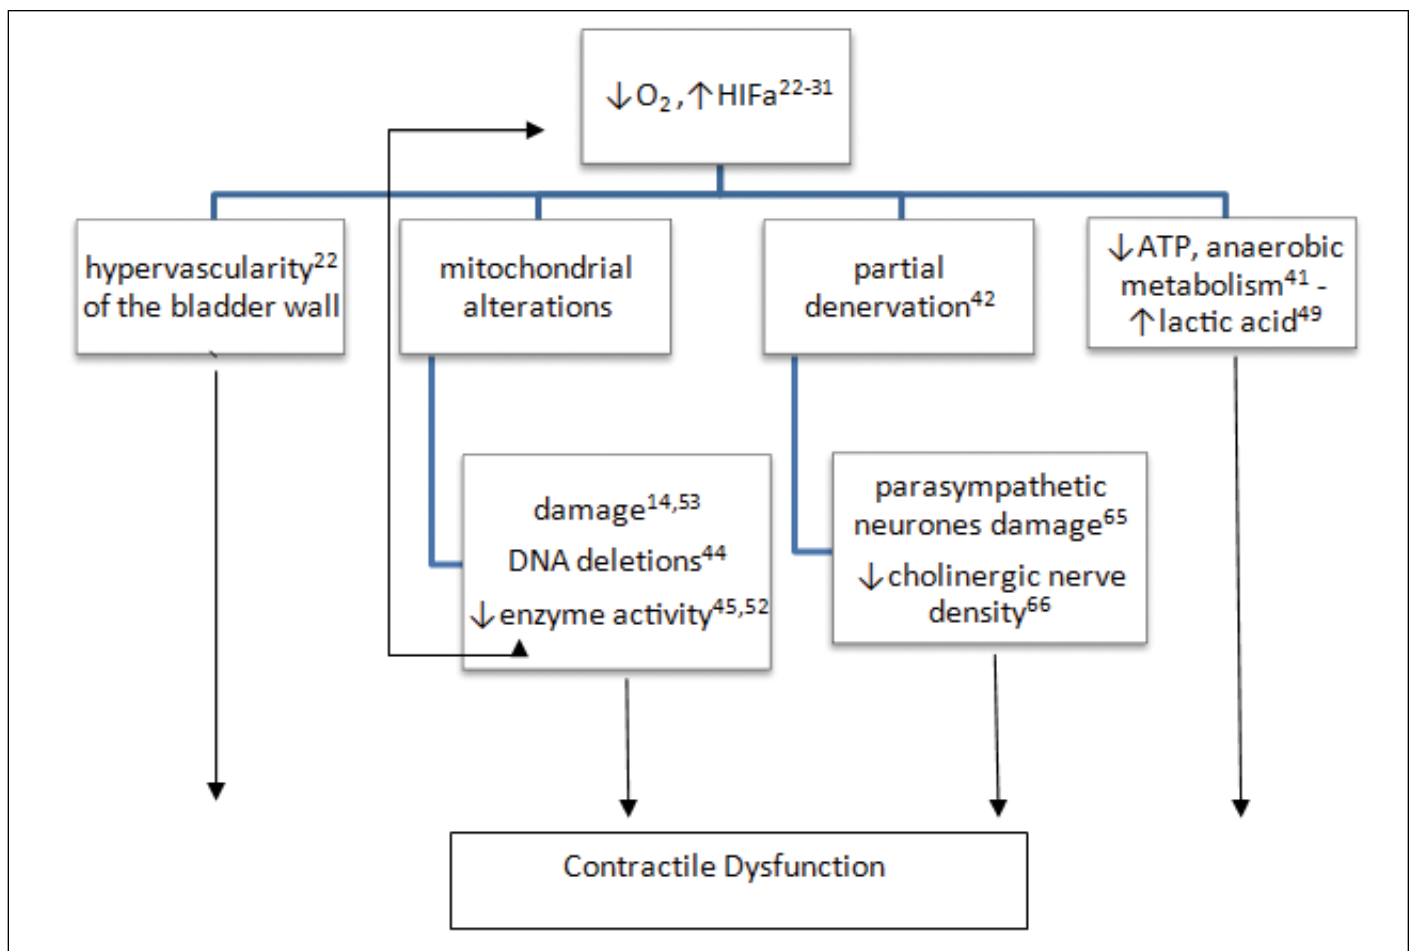 ↓O₂ ,↑HIFa²²⁻³¹
hypervascularity²²
of the bladder wall
mitochondrial
alterations
partial
denervation⁴²
↓ATP, anaerobic
metabolism⁴¹ -
↑lactic acid⁴⁹
damage¹⁴,⁵³
DNA deletions⁴⁴
↓enzyme activity⁴⁵,⁵²
parasympathetic
neurones damage⁶⁵
↓cholinergic nerve
density⁶⁶
Contractile Dysfunction